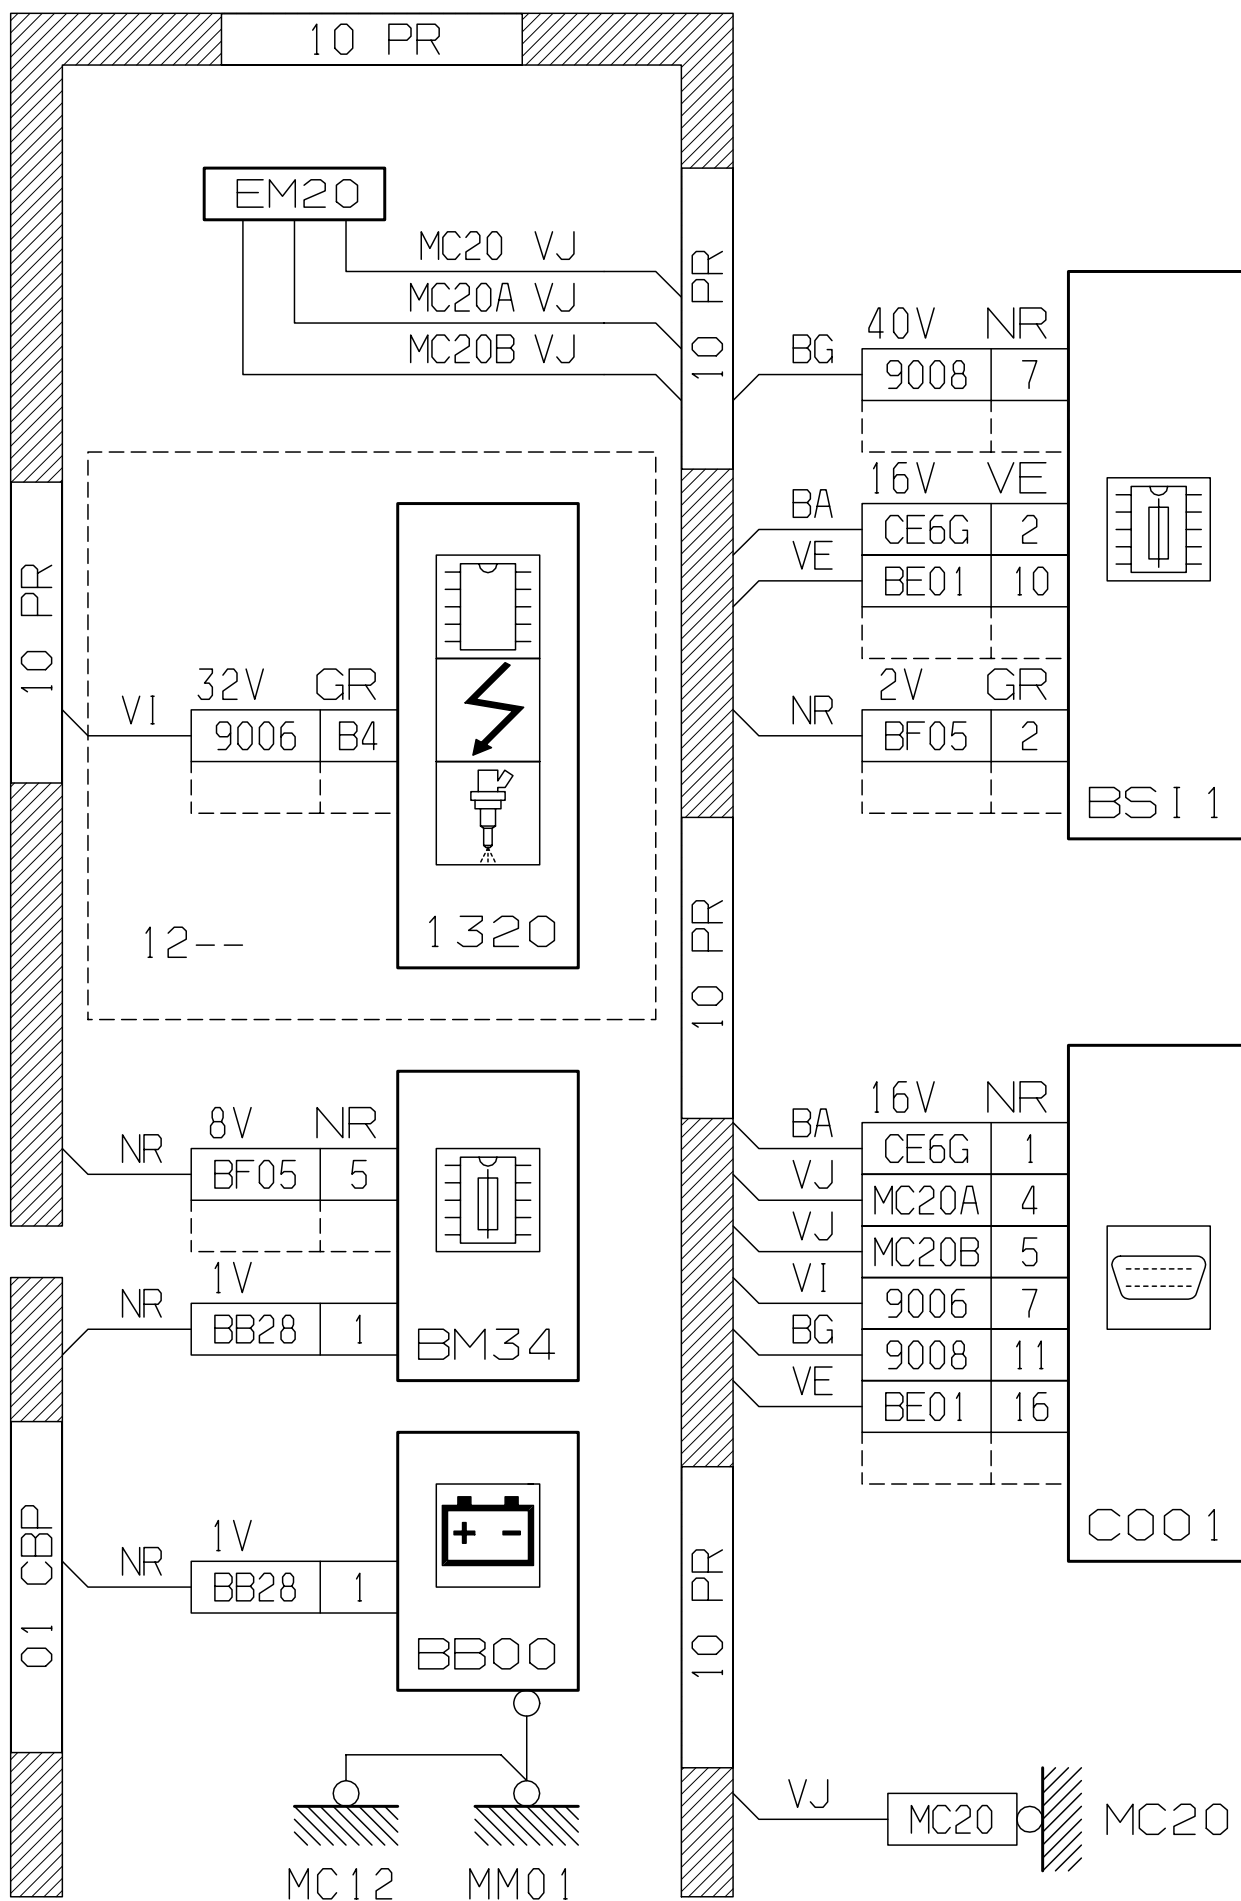 10 PR
EM20
MC20 VJ
MC20A VJ
MC20B VJ
10 PR
BG
40V NR
9008 7
16V VE
BA
CE6G 2
VE
BE01 10
2V GR
NR
BF05 2
BSI1
10 PR
32V GR
VI
9006 B4
1320
12--
10 PR
8V NR
NR
BF05 5
1V
NR
BB28 1
BM34
16V NR
BA
CE6G 1
VJ
MC20A 4
VJ
MC20B 5
VI
9006 7
BG
9008 11
VE
BE01 16
C001
01 CBP
1V
NR
BB28 1
BB00
10 PR
MC12
MM01
VJ
MC20
MC20